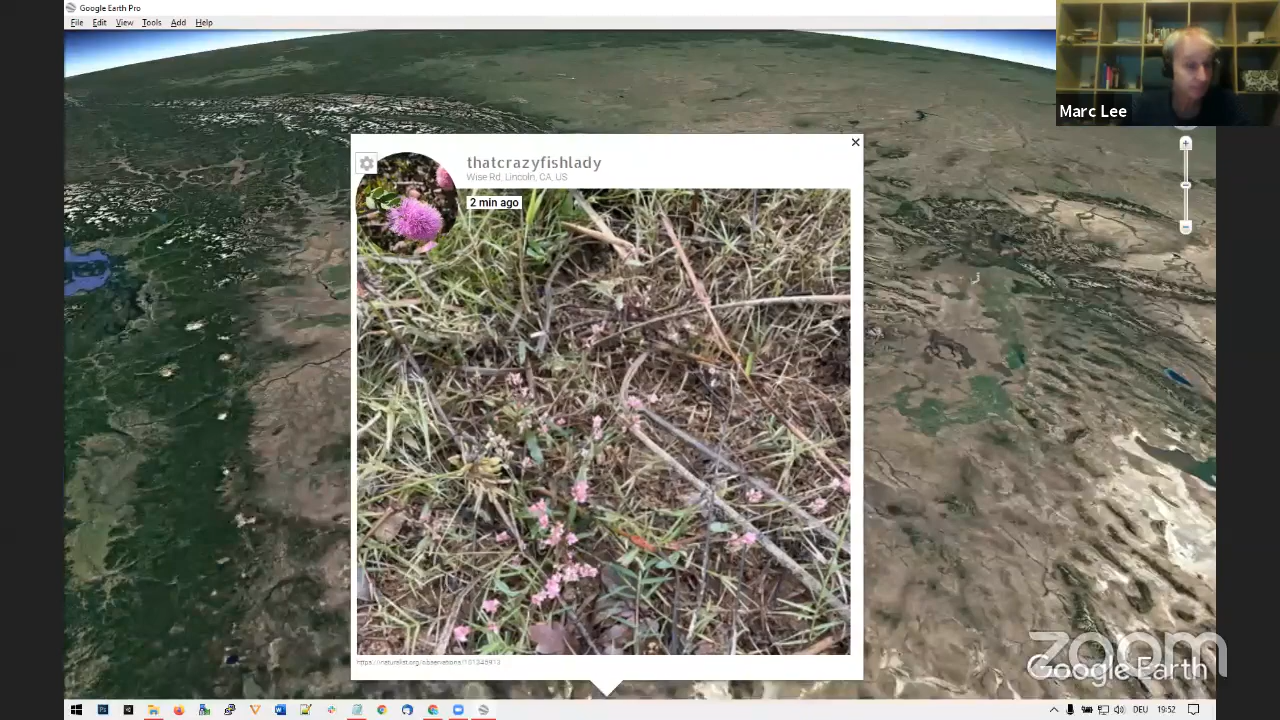 Google Earth Pro
File Edit View Tools Add Help
Marc Lee
thatcrazyfishlady
Wise Rd, Lincoln, CA, US
2 min ago
zoom
Google Earth
DEU 19:52